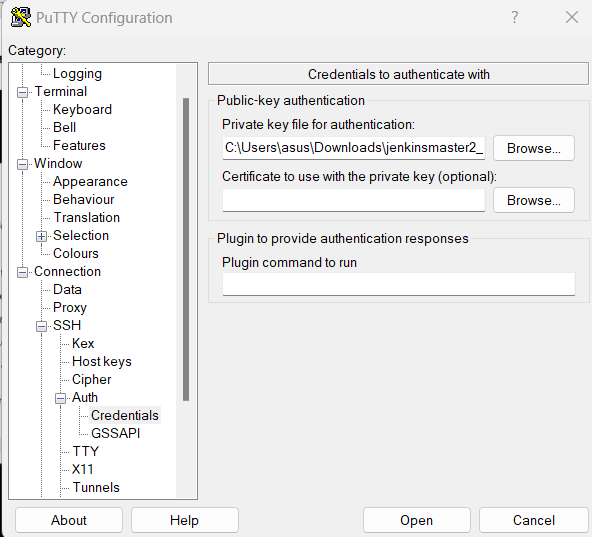 PuTTY Configuration
?
Category:
Logging
Terminal
Keyboard
Bell
Features
Window
Appearance
Behaviour
Translation
Selection
Colours
Connection
Data
Proxy
SSH
Kex
Host keys
Cipher
Auth
Credentials
GSSAPI
TTY
X11
Tunnels
Credentials to authenticate with
Public-key authentication
Private key file for authentication:
C:\Users\asus\Downloads\jenkinsmaster2_ Browse...
Certificate to use with the private key (optional):
Browse...
Plugin to provide authentication responses
Plugin command to run
About Help Open Cancel